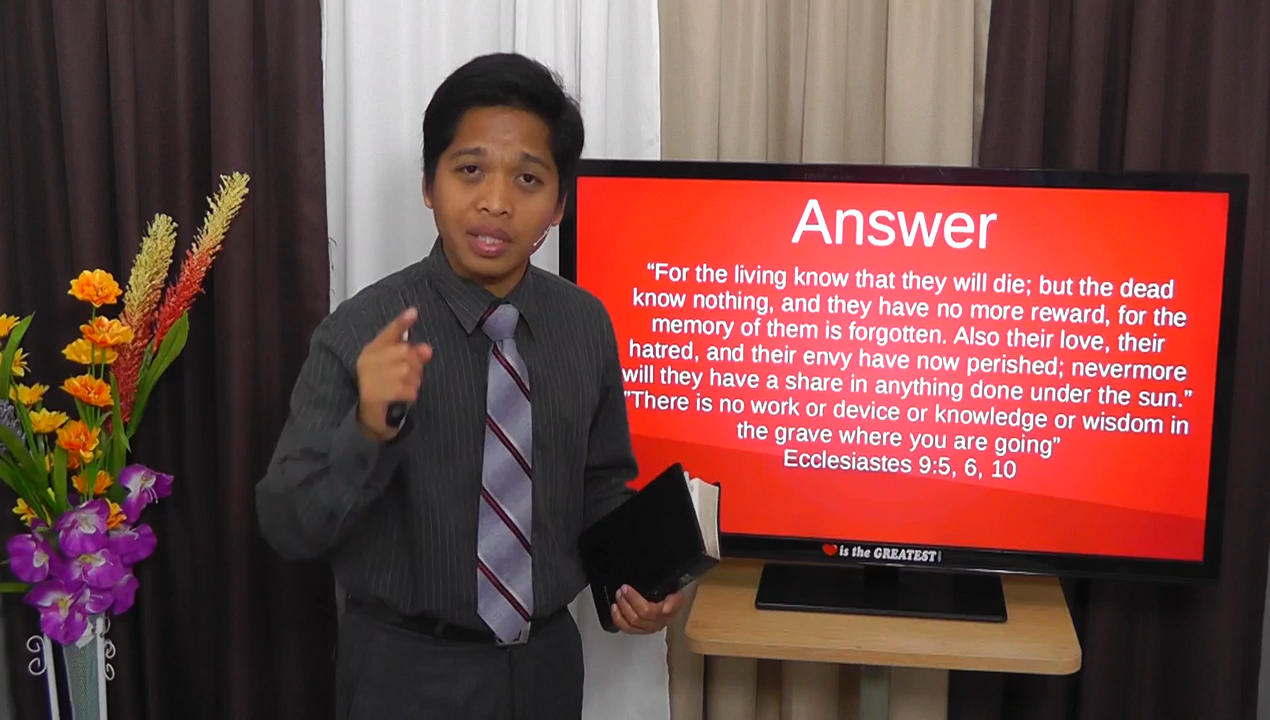 Answer
“For the living know that they will die; but the dead
know nothing, and they have no more reward, for the
memory of them is forgotten. Also their love, their
hatred, and their envy have now perished; nevermore
will they have a share in anything done under the sun.”
"There is no work or device or knowledge or wisdom in
the grave where you are going”
Ecclesiastes 9:5, 6, 10
is the GREATEST!